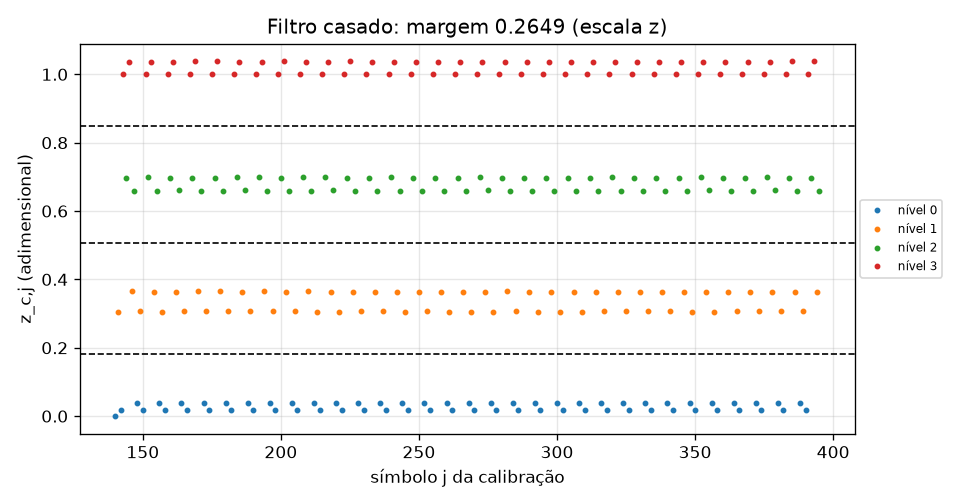 Filtro casado: margem 0.2649 (escala z)
z_c,j (adimensional)
1.0
0.8
0.6
0.4
0.2
0.0
150
200
250
300
350
400
símbolo j da calibração
nível 0
nível 1
nível 2
nível 3